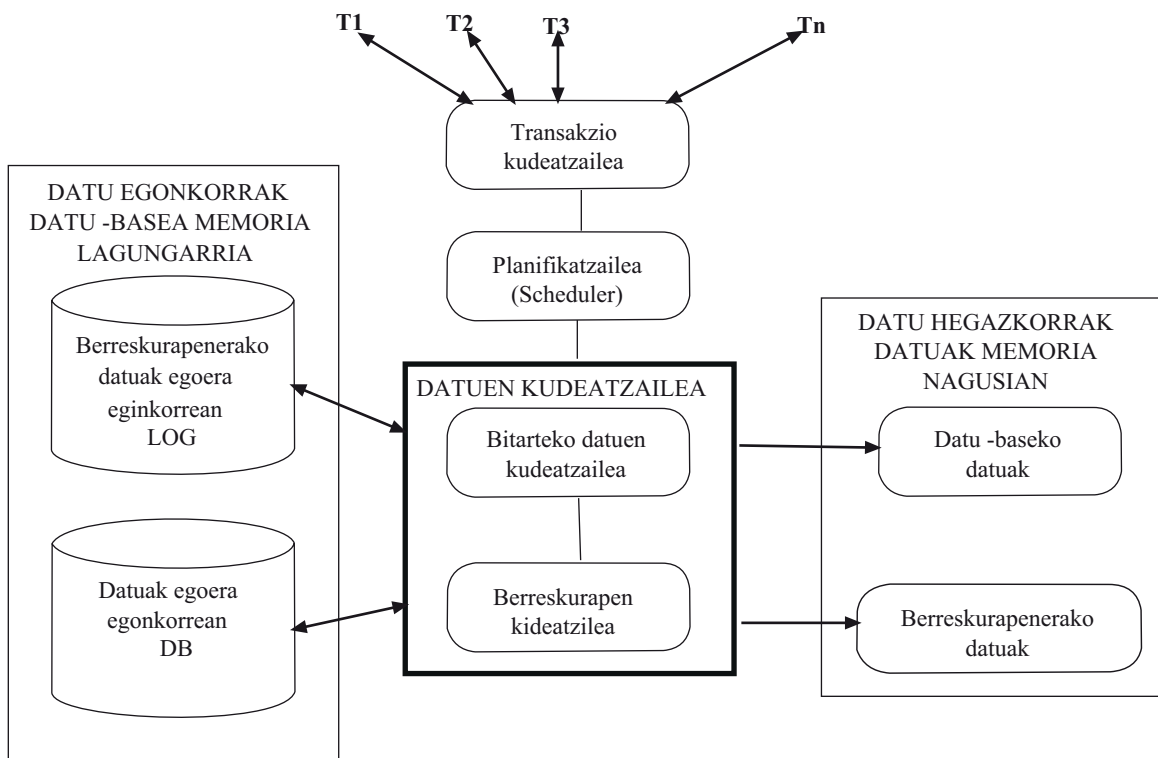 T1
T2
T3
Tn
Transakzio
kudeatzailea
DATU EGONKORRAK
DATU -BASEA MEMORIA
LAGUNGARRIA
Berreskurapenerako
datuak egoera
eginkorrean
LOG
Datuak egoera
egonkorrean
DB
Planifikatzailea
(Scheduler)
DATUEN KUDEATZAILEA
Bitarteko datuen
kudeatzailea
Berreskurapen
kideatzilea
DATU HEGAZKORRAK
DATUAK MEMORIA
NAGUSIAN
Datu -baseko
datuak
Berreskurapenerako
datuak